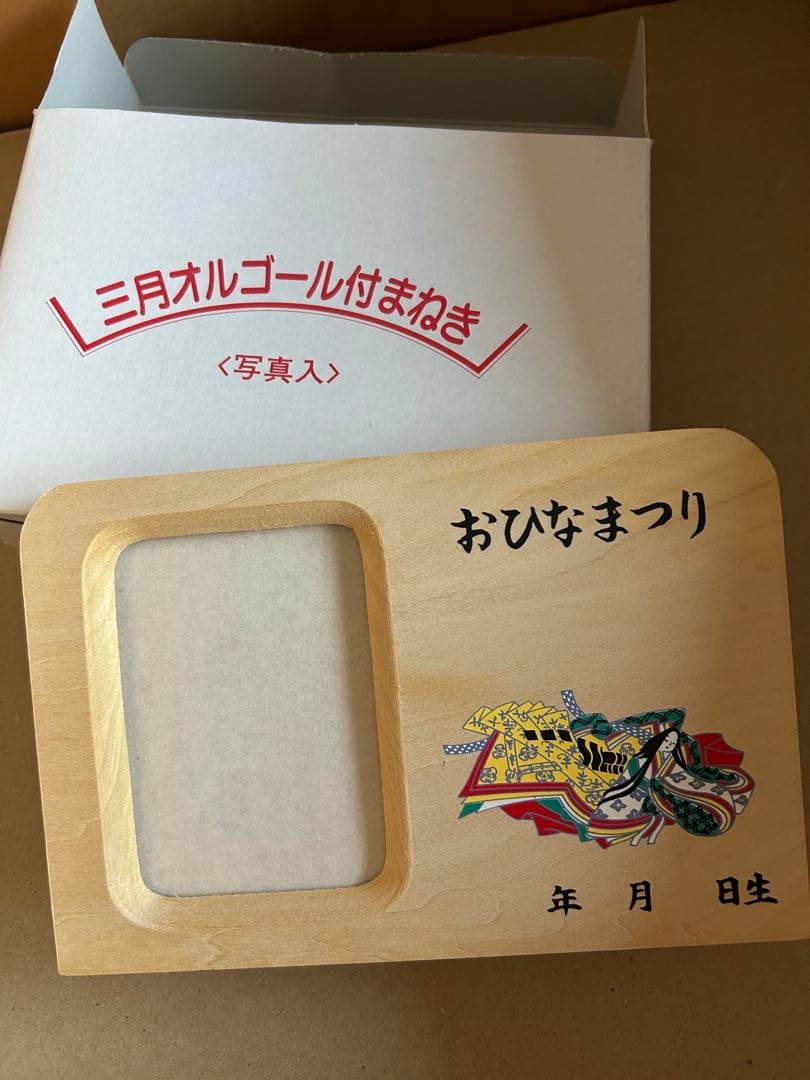 三月オルゴール付まねき
〈写真入〉
おひなまつり
年 月 日生